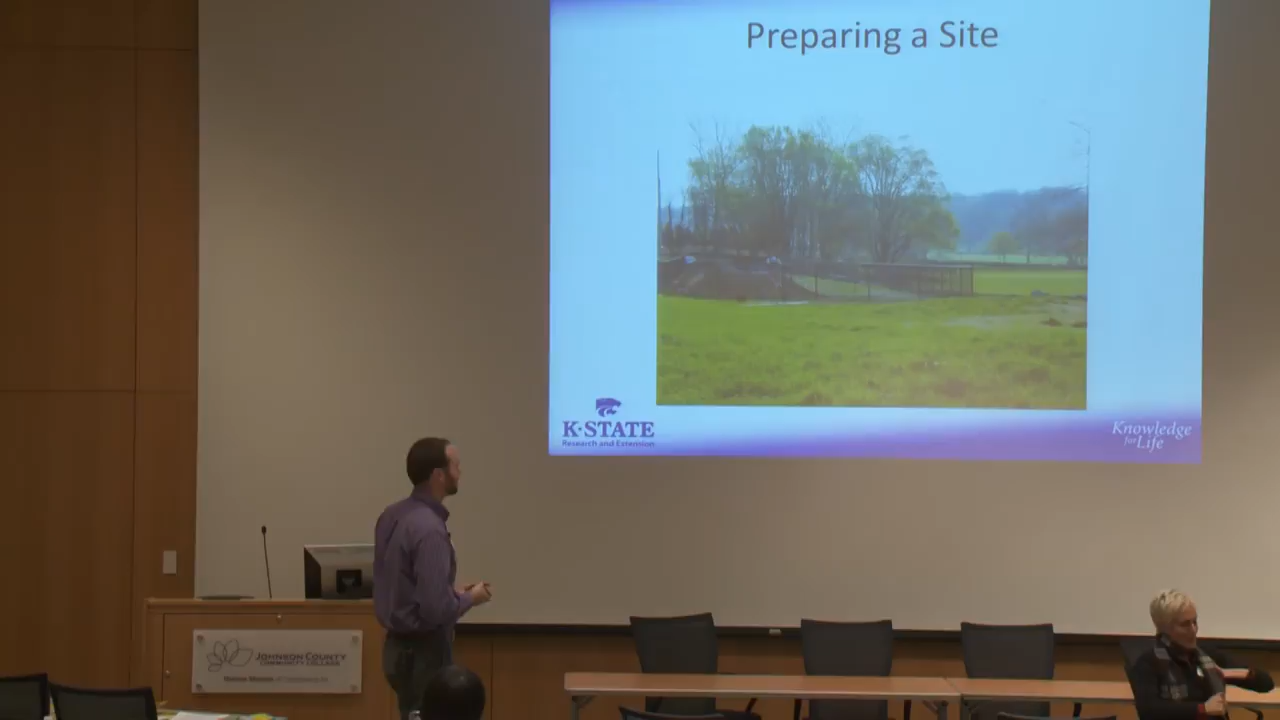 Preparing a Site
K-STATE
Research and Extension
Knowledge
for Life
JOHNSON COUNTY
COMMUNITY COLLEGE